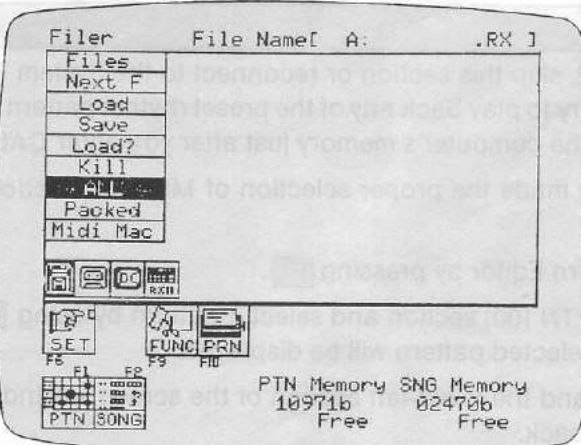 Filer File Name[ A: .RX ]
Files
Next F
Load
Save
Load?
Kill
ALL
Packed
Midi Mac
RXII
SET FUNC PRN
F5 F9 F10
F1 F2
PTN SONG
PTN Memory SNG Memory
10971b 02470b
Free Free